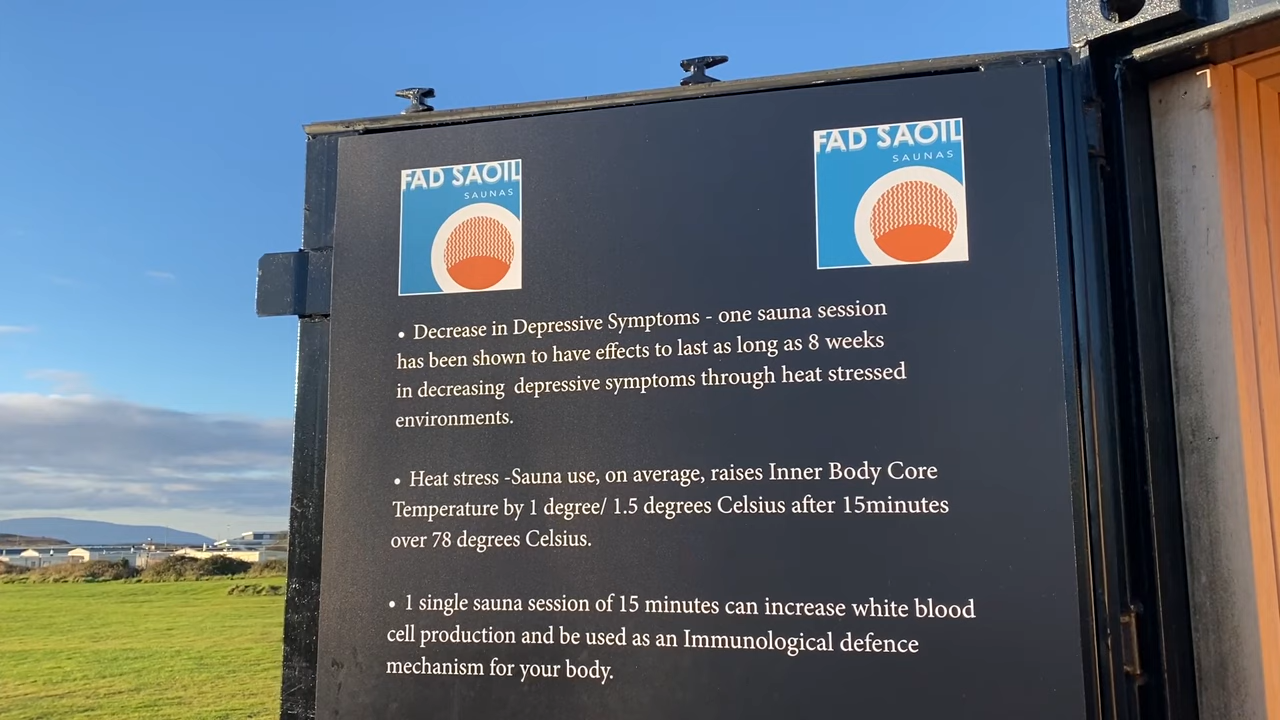 FAD SAOIL
SAUNAS
FAD SAOIL
SAUNAS
• Decrease in Depressive Symptoms - one sauna session
has been shown to have effects to last as long as 8 weeks
in decreasing depressive symptoms through heat stressed
environments.
• Heat stress -Sauna use, on average, raises Inner Body Core
Temperature by 1 degree/ 1.5 degrees Celsius after 15minutes
over 78 degrees Celsius.
• 1 single sauna session of 15 minutes can increase white blood
cell production and be used as an Immunological defence
mechanism for your body.